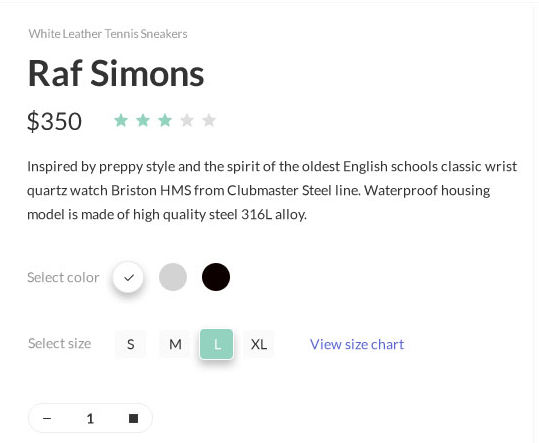 White Leather Tennis Sneakers
Raf Simons
$350
Inspired by preppy style and the spirit of the oldest English schools classic wrist
quartz watch Briston HMS from Clubmaster Steel line. Waterproof housing
model is made of high quality steel 316L alloy.
Select color
Select size S M L XL View size chart
− 1